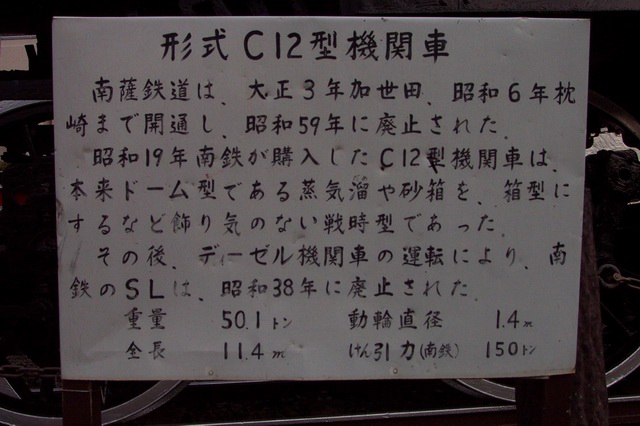 形式C12型機関車
南薩鉄道は、大正3年加世田、昭和6年枕
崎まで開通し、昭和59年に廃止された。
昭和19年南鉄が購入したC12型機関車は、
本来ドーム型である蒸気溜や砂箱を、箱型に
するなど飾り気のない戦時型であった。
その後、ディーゼル機関車の運転により、南
鉄のSLは、昭和38年に廃止された。
重量 50.1トン 動輪直径 1.4m
全長 11.4m けん引力(南鉄) 150トン